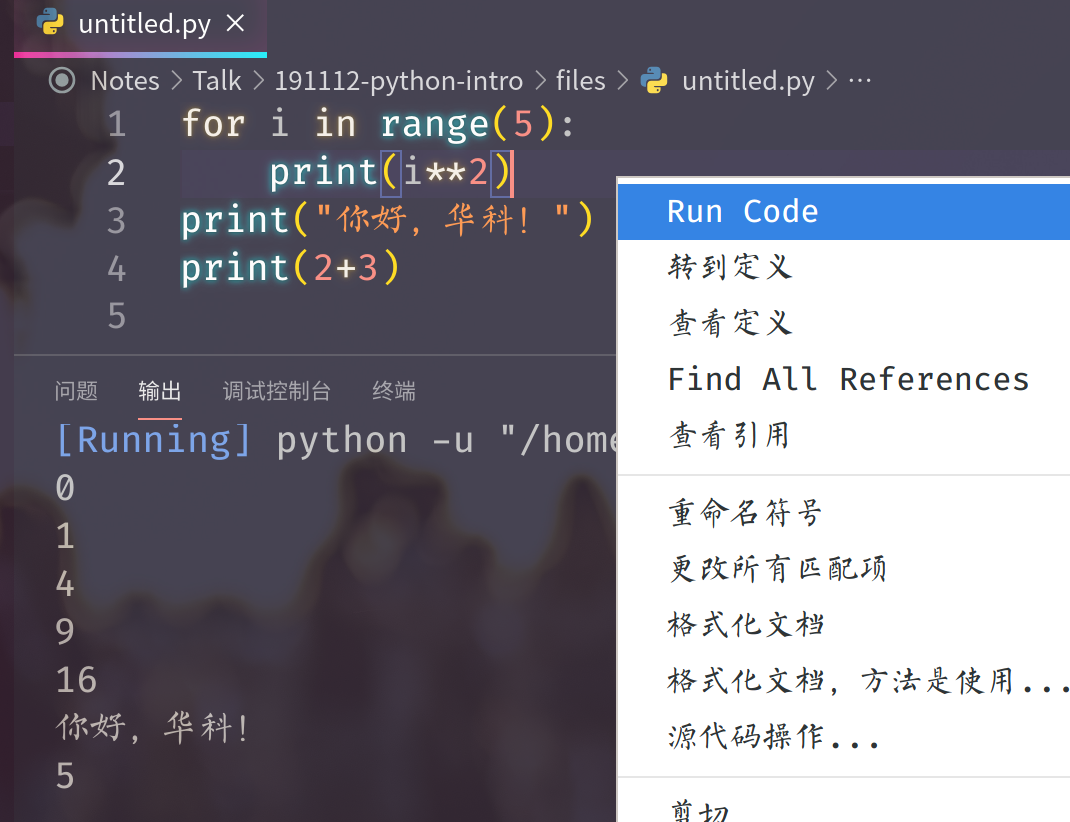 untitled.py ×
Notes > Talk > 191112-python-intro > files > untitled.py > ...
1 for i in range(5):
2 print(i**2)
3 print("你好，华科！")
4 print(2+3)
5
问题 输出 调试控制台 终端
[Running] python -u "/home
0
1
4
9
16
你好，华科！
5
Run Code
转到定义
查看定义
Find All References
查看引用
重命名符号
更改所有匹配项
格式化文档
格式化文档，方法是使用...
源代码操作...
剪切